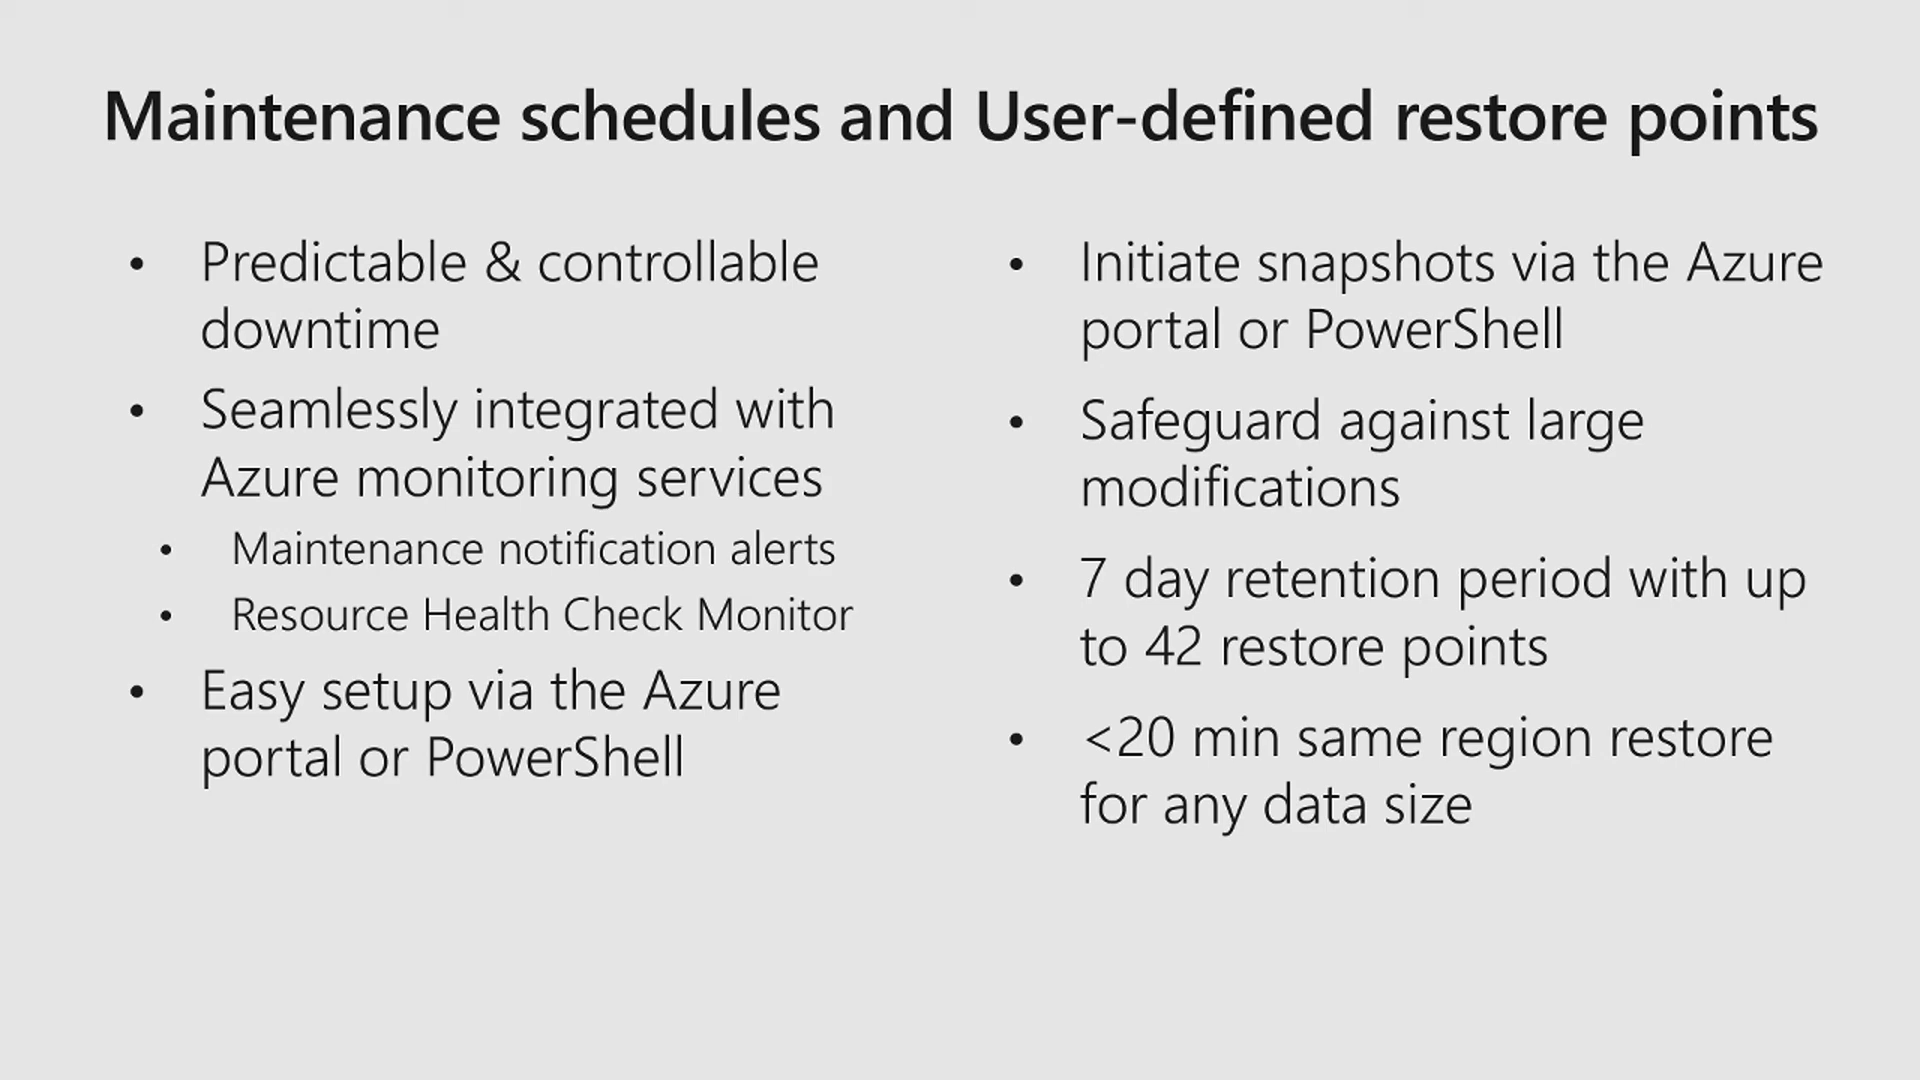 Maintenance schedules and User-defined restore points
• Predictable & controllable
downtime
• Seamlessly integrated with
Azure monitoring services
• Maintenance notification alerts
• Resource Health Check Monitor
• Easy setup via the Azure
portal or PowerShell
• Initiate snapshots via the Azure
portal or PowerShell
• Safeguard against large
modifications
• 7 day retention period with up
to 42 restore points
• <20 min same region restore
for any data size